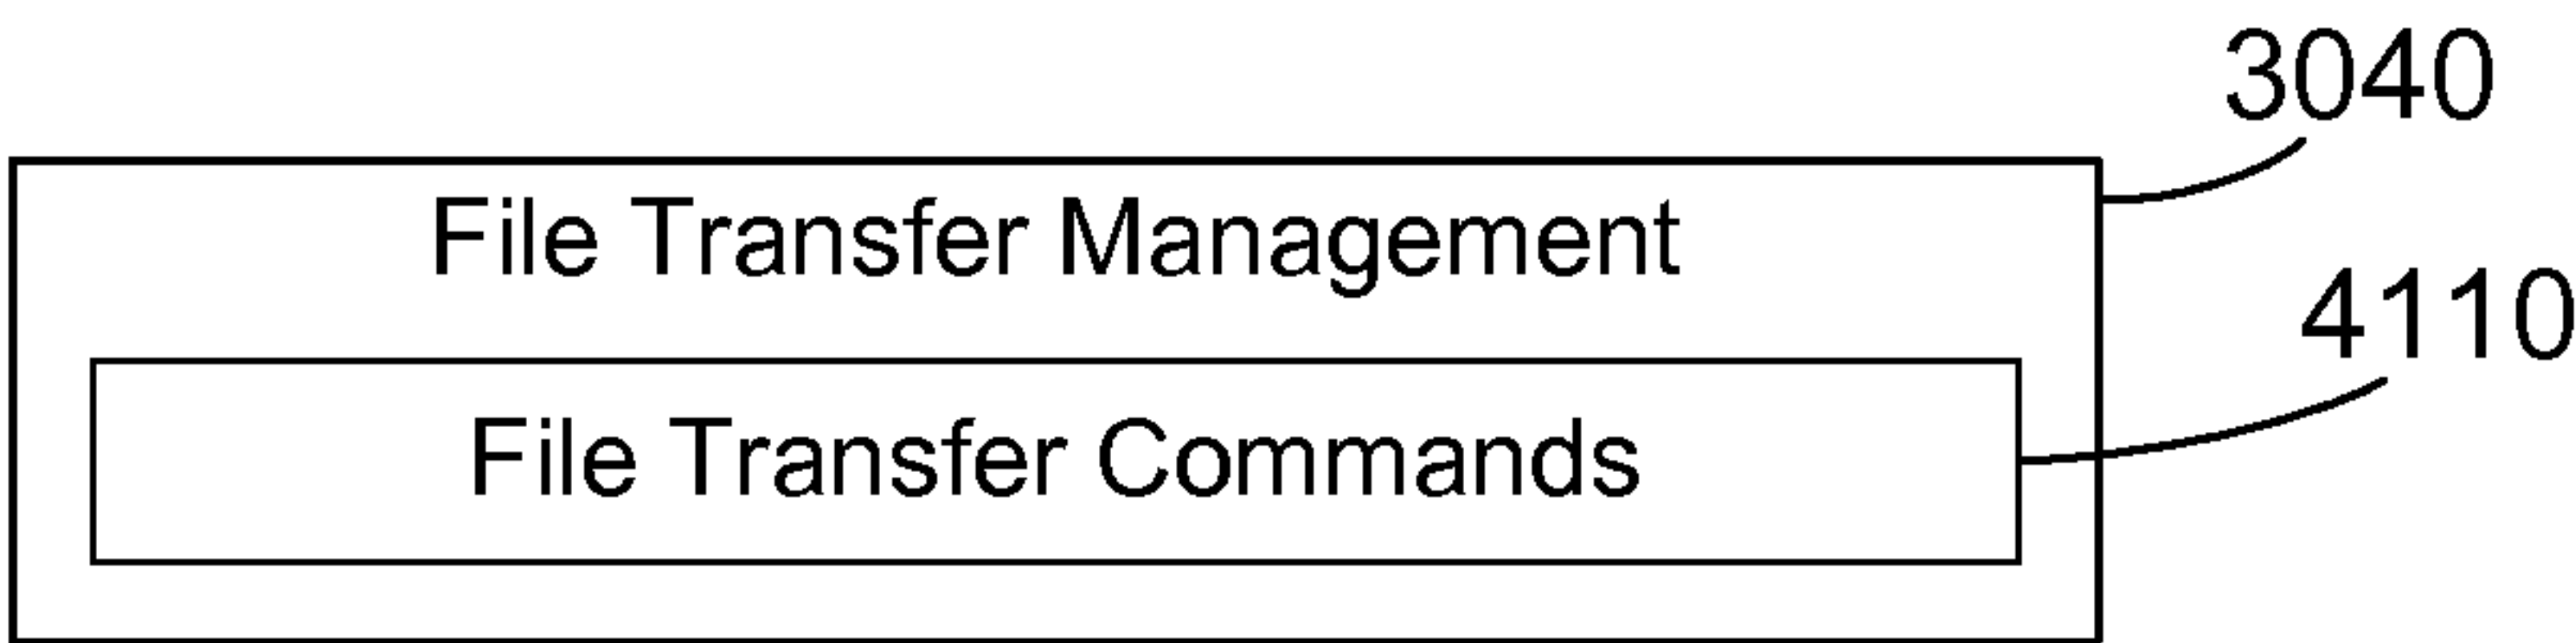 3040
File Transfer Management
4110
File Transfer Commands